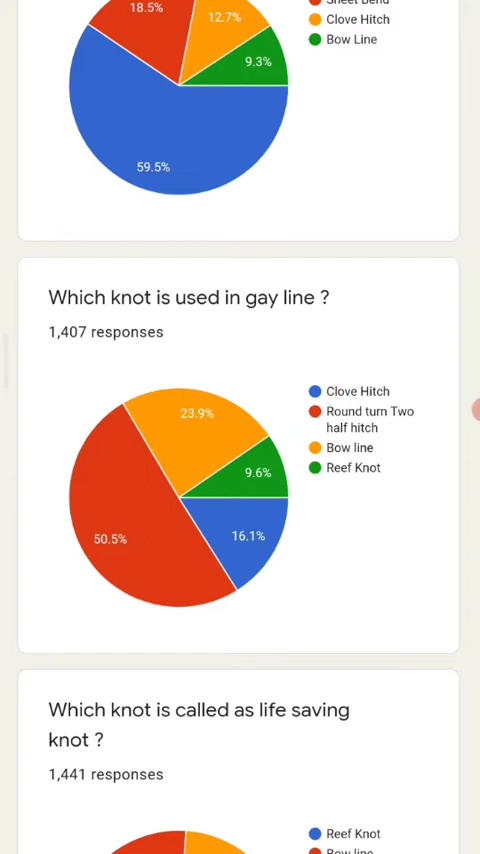 18.5%
12.7%
Clove Hitch
Bow Line
9.3%
59.5%
Which knot is used in gay line ?
1,407 responses
Clove Hitch
Round turn Two
half hitch
Bow line
Reef Knot
23.9%
9.6%
16.1%
50.5%
Which knot is called as life saving
knot ?
1,441 responses
Reef Knot
Bow line